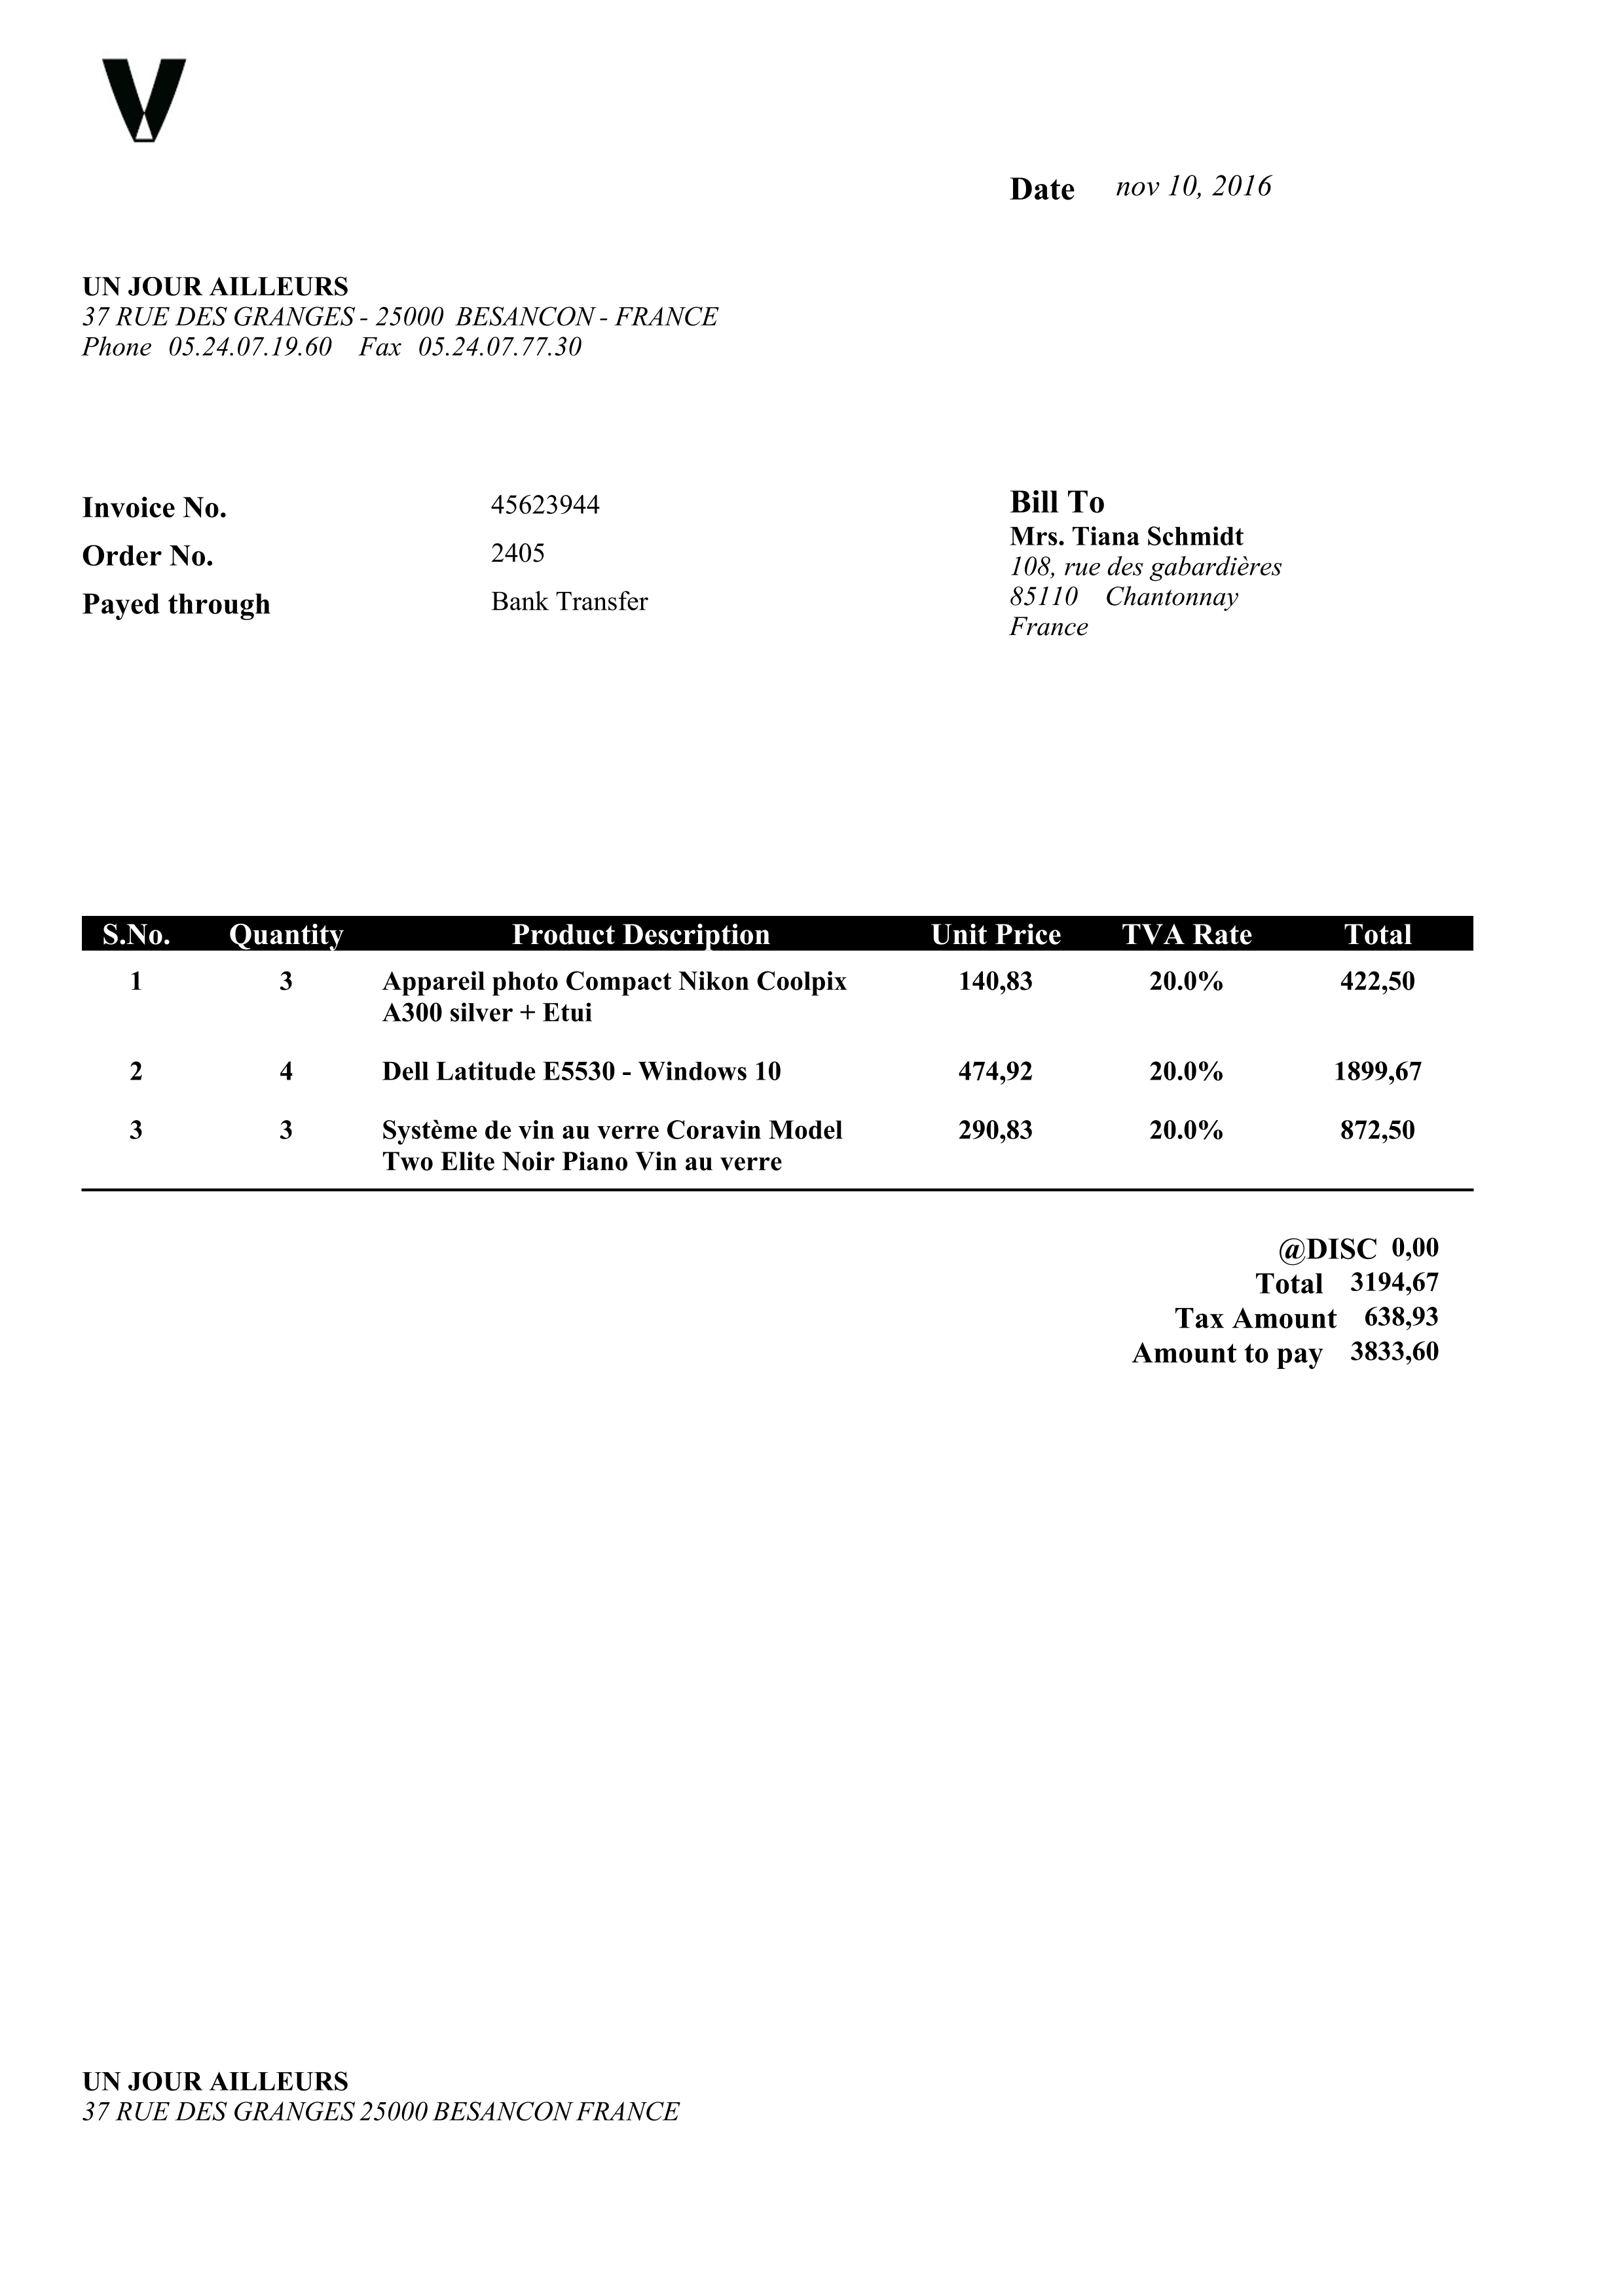 Date nov 10, 2016
UN JOUR AILLEURS
37 RUE DES GRANGES - 25000 BESANCON - FRANCE
Phone 05.24.07.19.60 Fax 05.24.07.77.30
Invoice No. 45623944
Order No. 2405
Payed through Bank Transfer
Bill To
Mrs. Tiana Schmidt
108, rue des gabardières
85110 Chantonnay
France
S.No. Quantity Product Description Unit Price TVA Rate Total
1 3 Appareil photo Compact Nikon Coolpix 140,83 20.0% 422,50
A300 silver + Etui
2 4 Dell Latitude E5530 - Windows 10 474,92 20.0% 1899,67
3 3 Système de vin au verre Coravin Model 290,83 20.0% 872,50
Two Elite Noir Piano Vin au verre
@DISC 0,00
Total 3194,67
Tax Amount 638,93
Amount to pay 3833,60
UN JOUR AILLEURS
37 RUE DES GRANGES 25000 BESANCON FRANCE